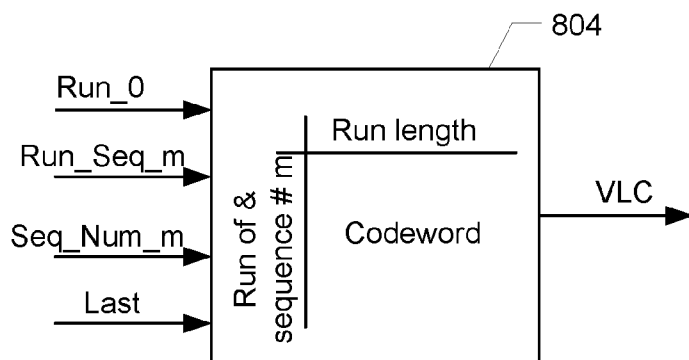 804
Run_0
Run_Seq_m
Seq_Num_m
Last
Run of &
sequence # m
Run length
Codeword
VLC